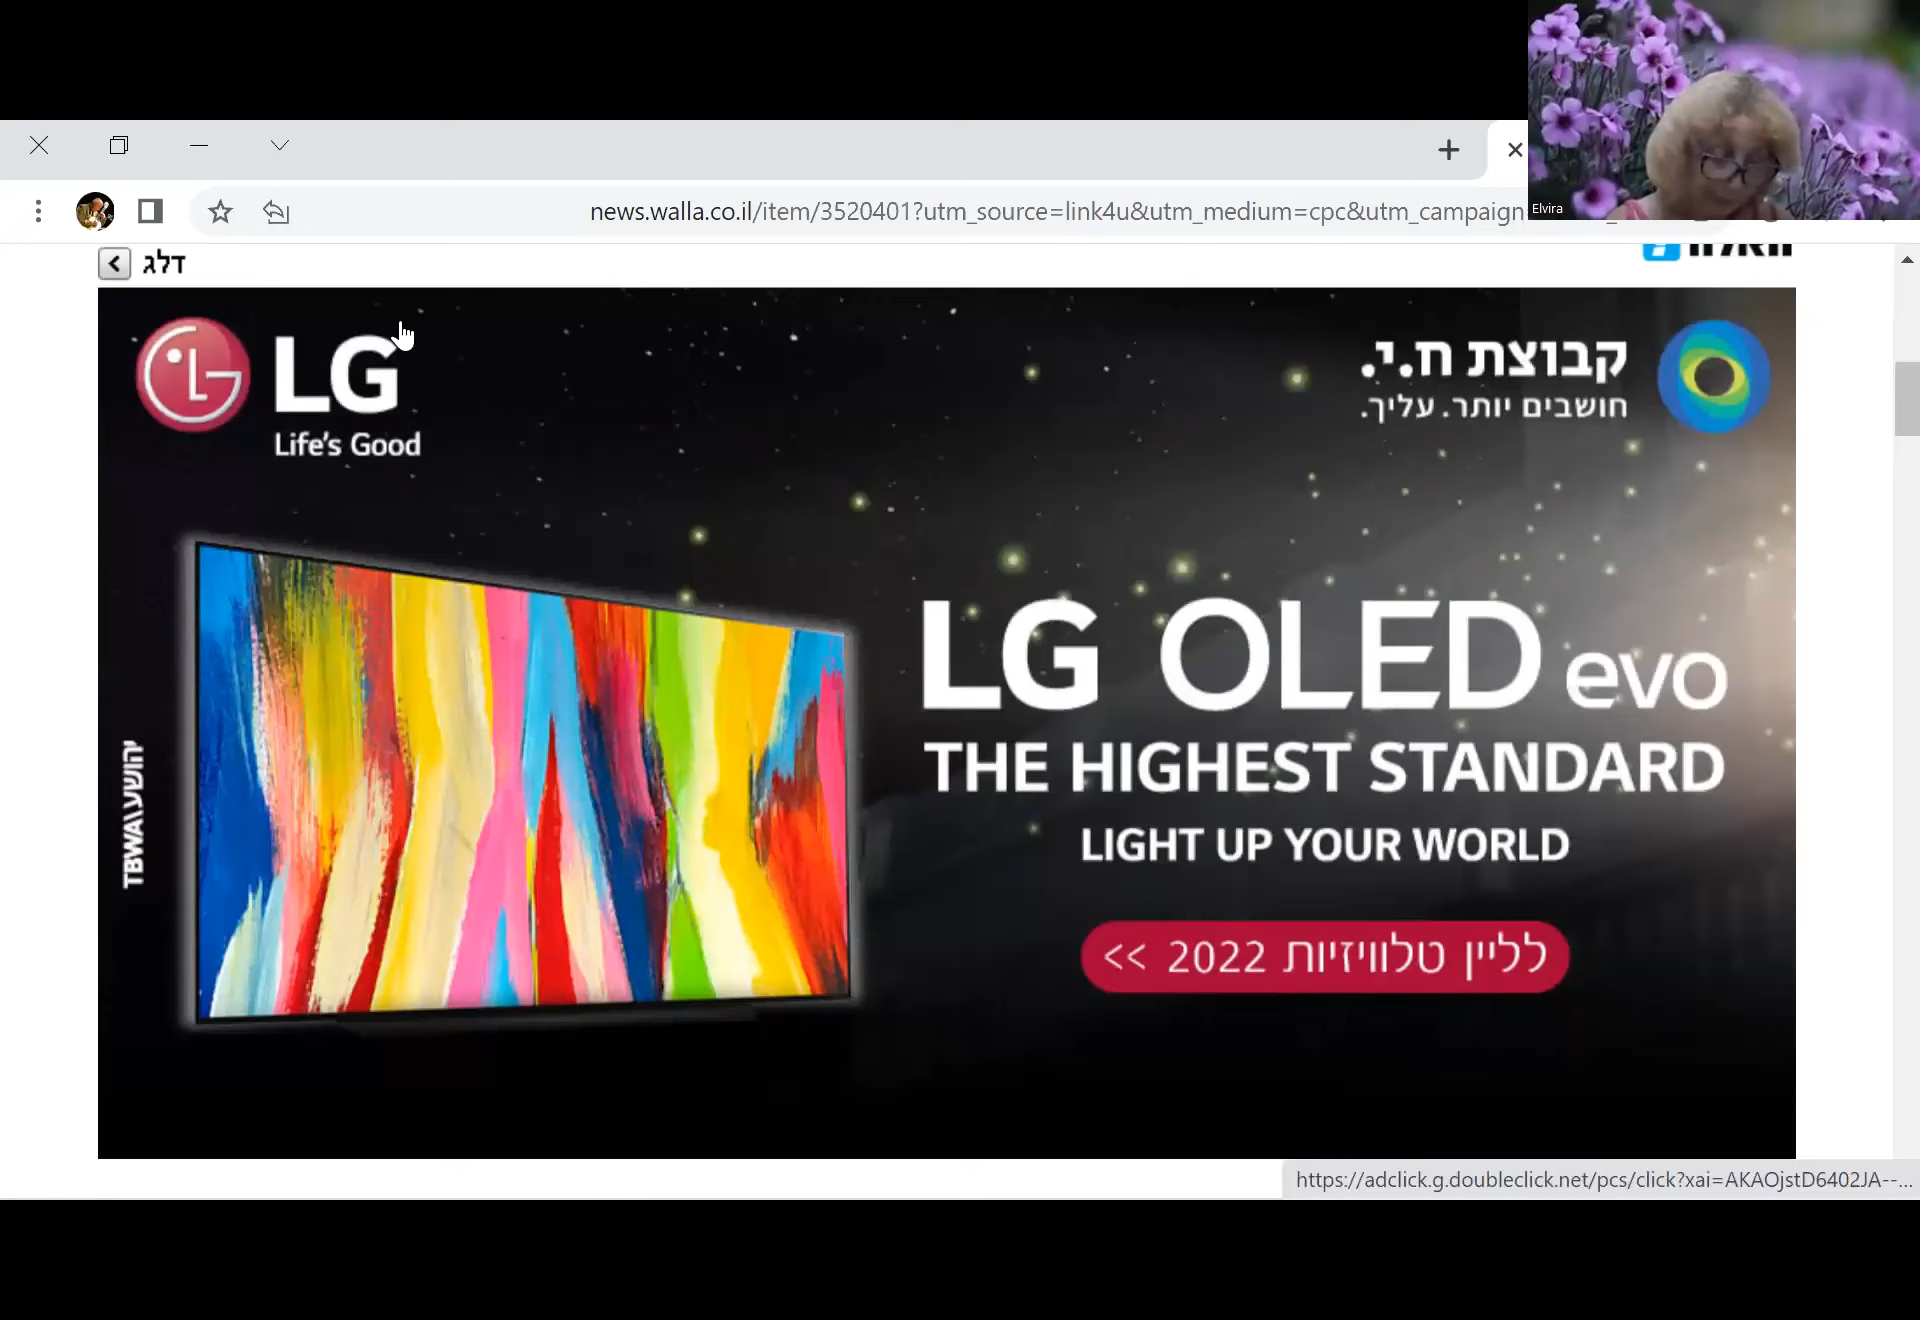 Elvira
news.walla.co.il/item/3520401?utm_source=link4u&utm_medium=cpc&utm_campaign
דלג
LG
LG
Life's Good
קבוצת ח.י.
חושבים יותר. עליך.
LG OLED evo
THE HIGHEST STANDARD
LIGHT UP YOUR WORLD
לליין טלוויזיות 2022 >>
יהושע\TBWA
https://adclick.g.doubleclick.net/pcs/click?xai=AKAOjstD6402JA--...